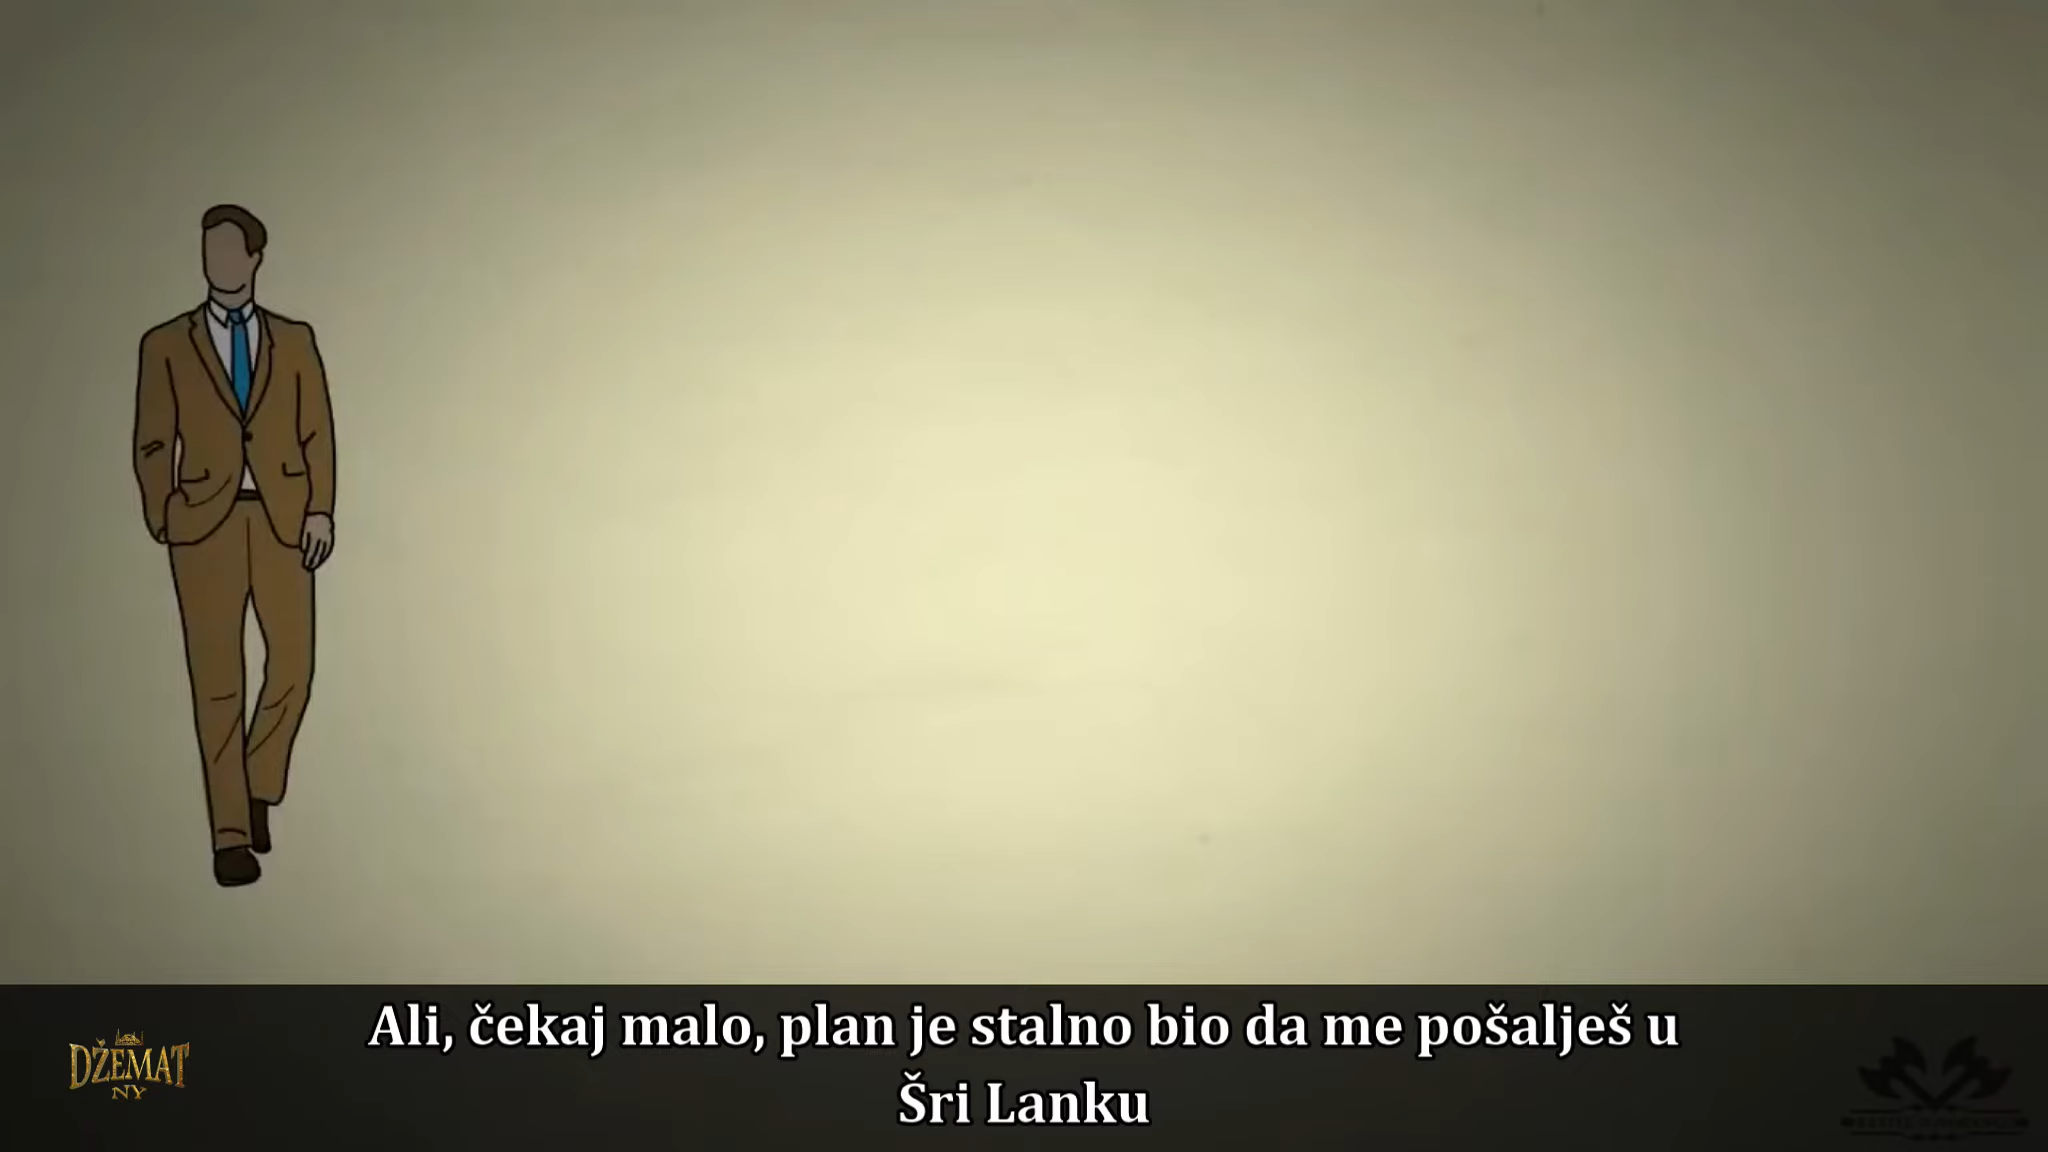 Ali, čekaj malo, plan je stalno bio da me pošalješ u
Šri Lanku
DŽEMAT
NY